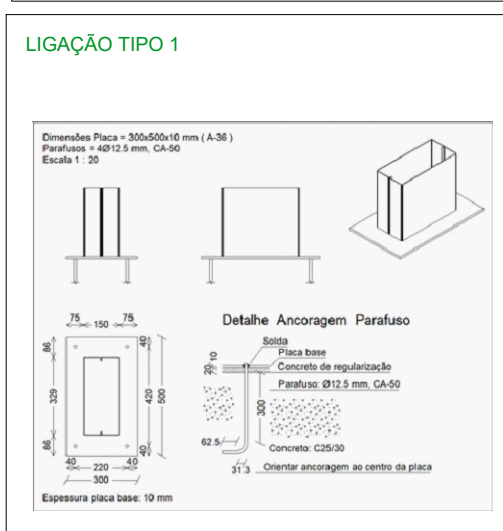 LIGAÇÃO TIPO 1
Dimensões Placa = 300x500x10 mm ( A-36 )
Parafusos = 4Ø12.5 mm, CA-50
Escala 1 : 20
75 150 75
86
329
86
40
420
40
500
40 220 40
300
Espessura placa base: 10 mm
Detalhe Ancoragem Parafuso
Solda
Placa base
Concreto de regularização
Parafuso: Ø12.5 mm, CA-50
20 10
300
62.5
31.3
Concreto: C25/30
Orientar ancoragem ao centro da placa